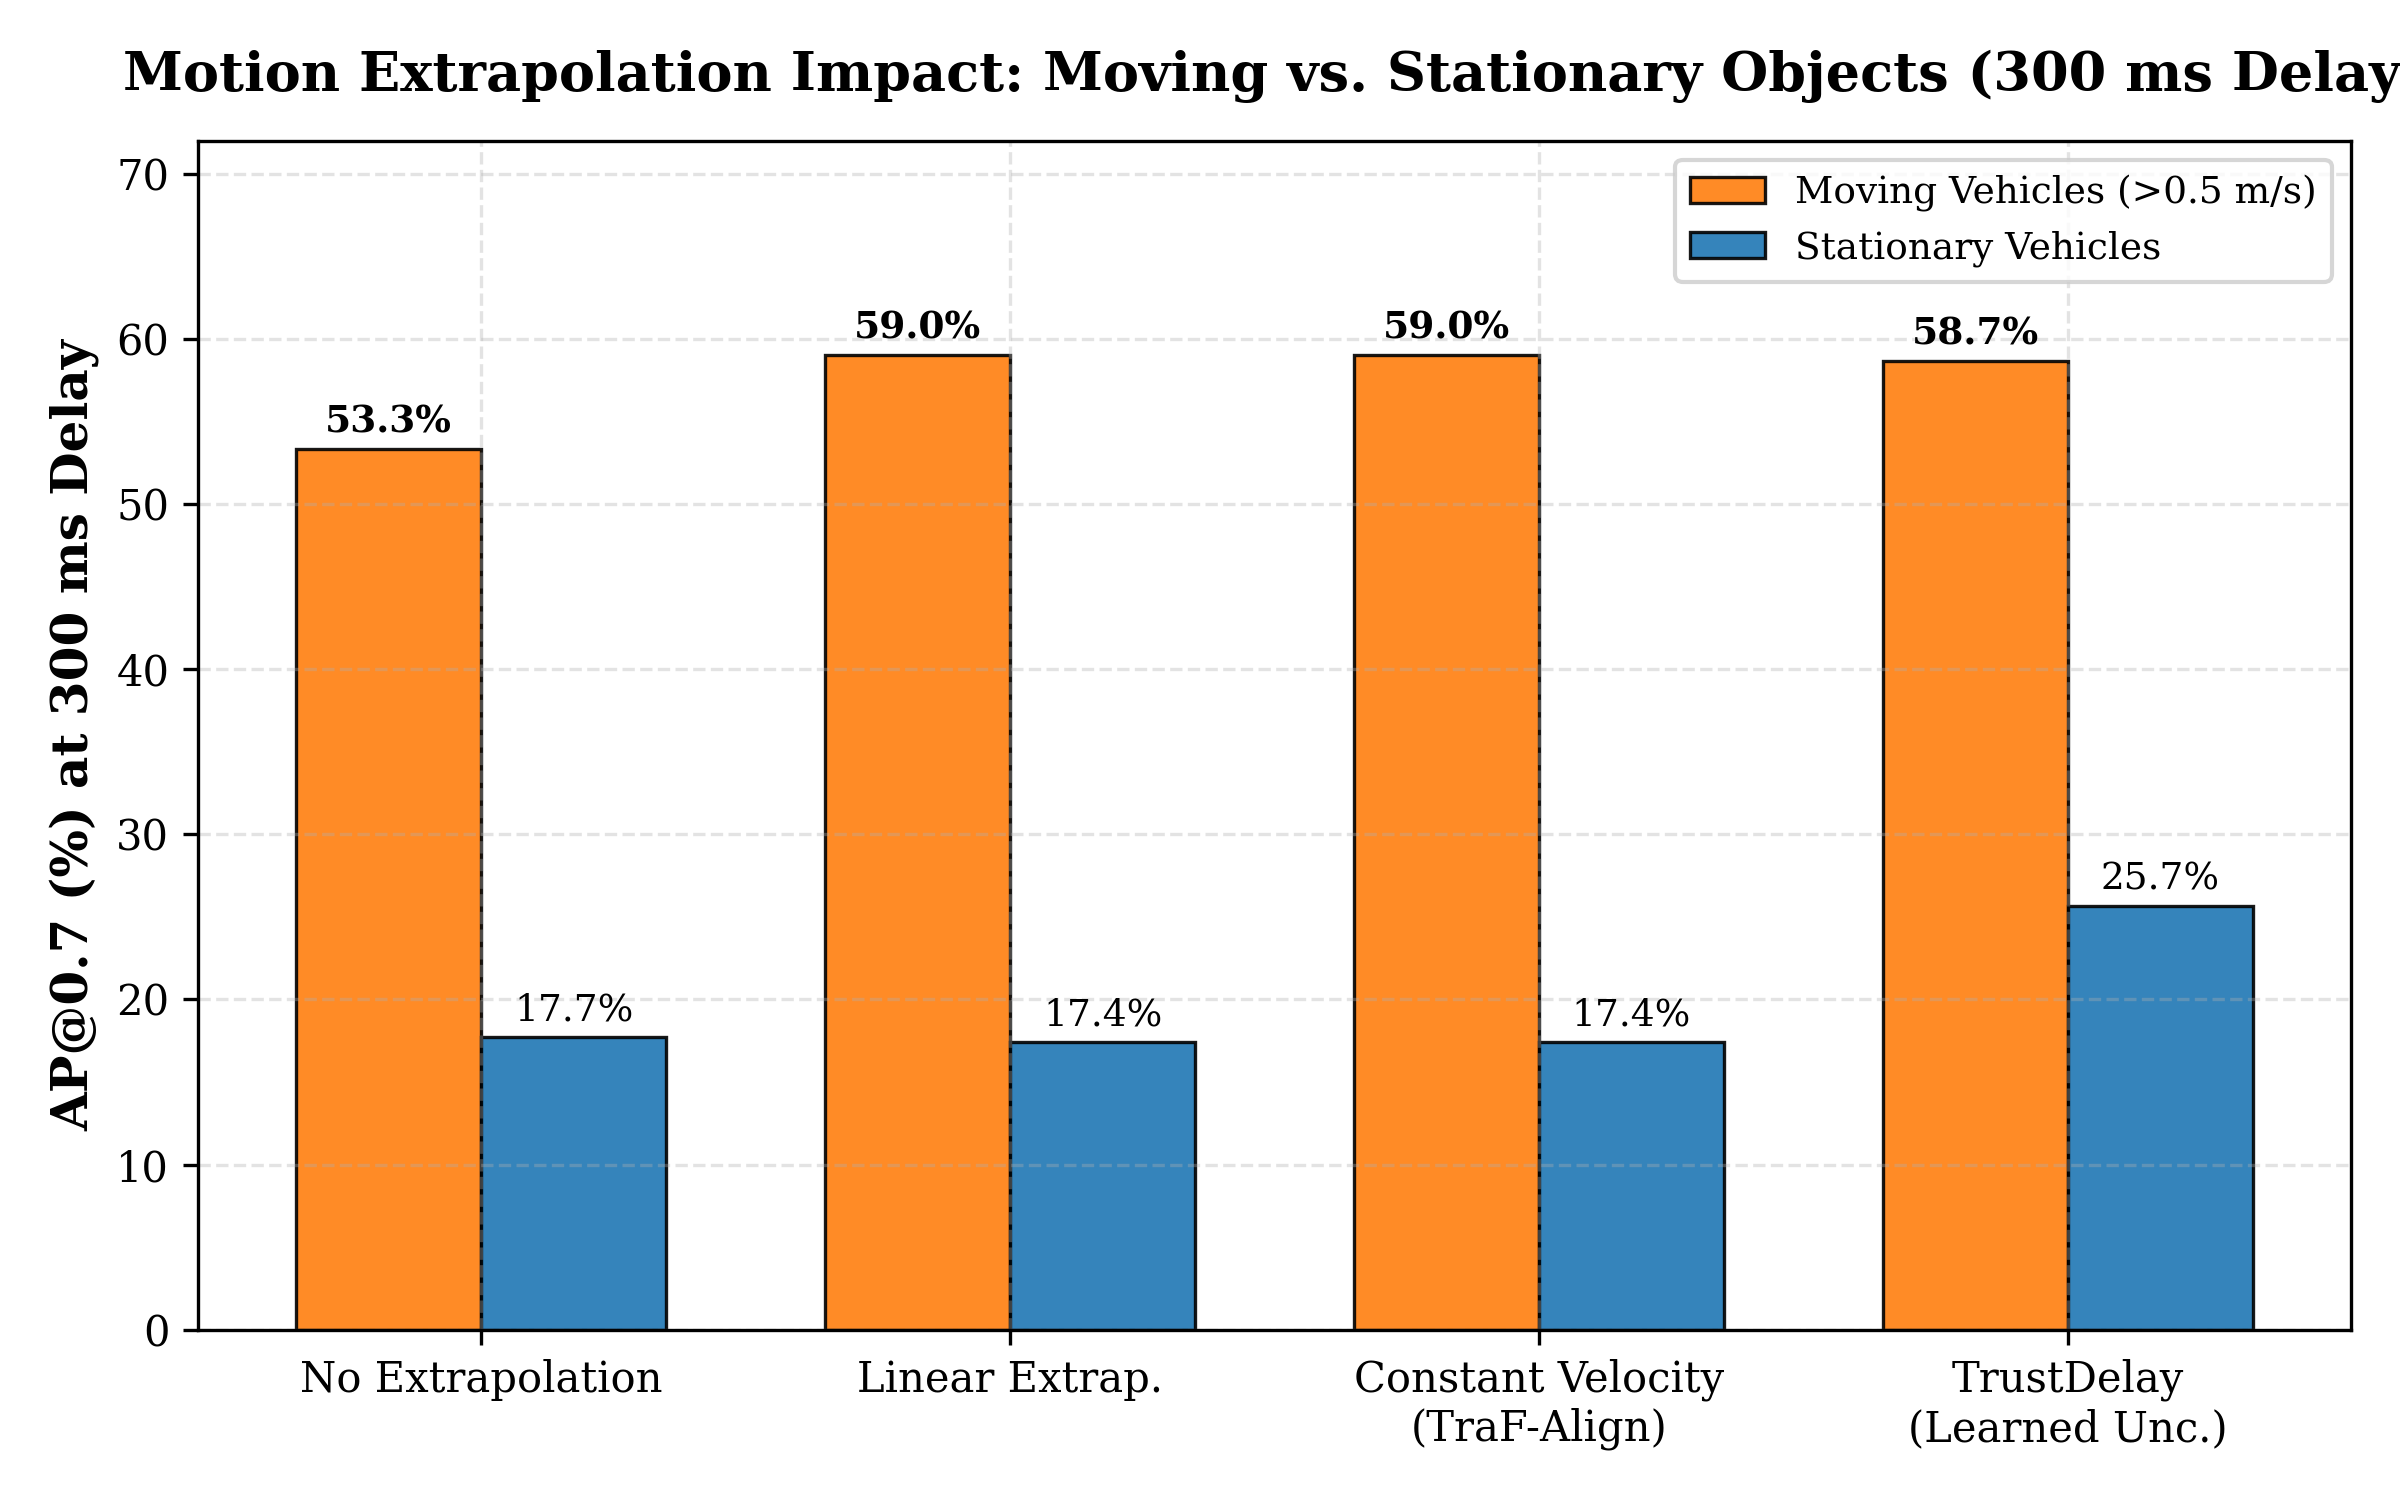 Motion Extrapolation Impact: Moving vs. Stationary Objects (300 ms Delay
Moving Vehicles (>0.5 m/s)
Stationary Vehicles
AP@0.7 (%) at 300 ms Delay
70
60
50
40
30
20
10
0
53.3%
17.7%
59.0%
17.4%
59.0%
17.4%
58.7%
25.7%
No Extrapolation
Linear Extrap.
Constant Velocity
(TraF-Align)
TrustDelay
(Learned Unc.)